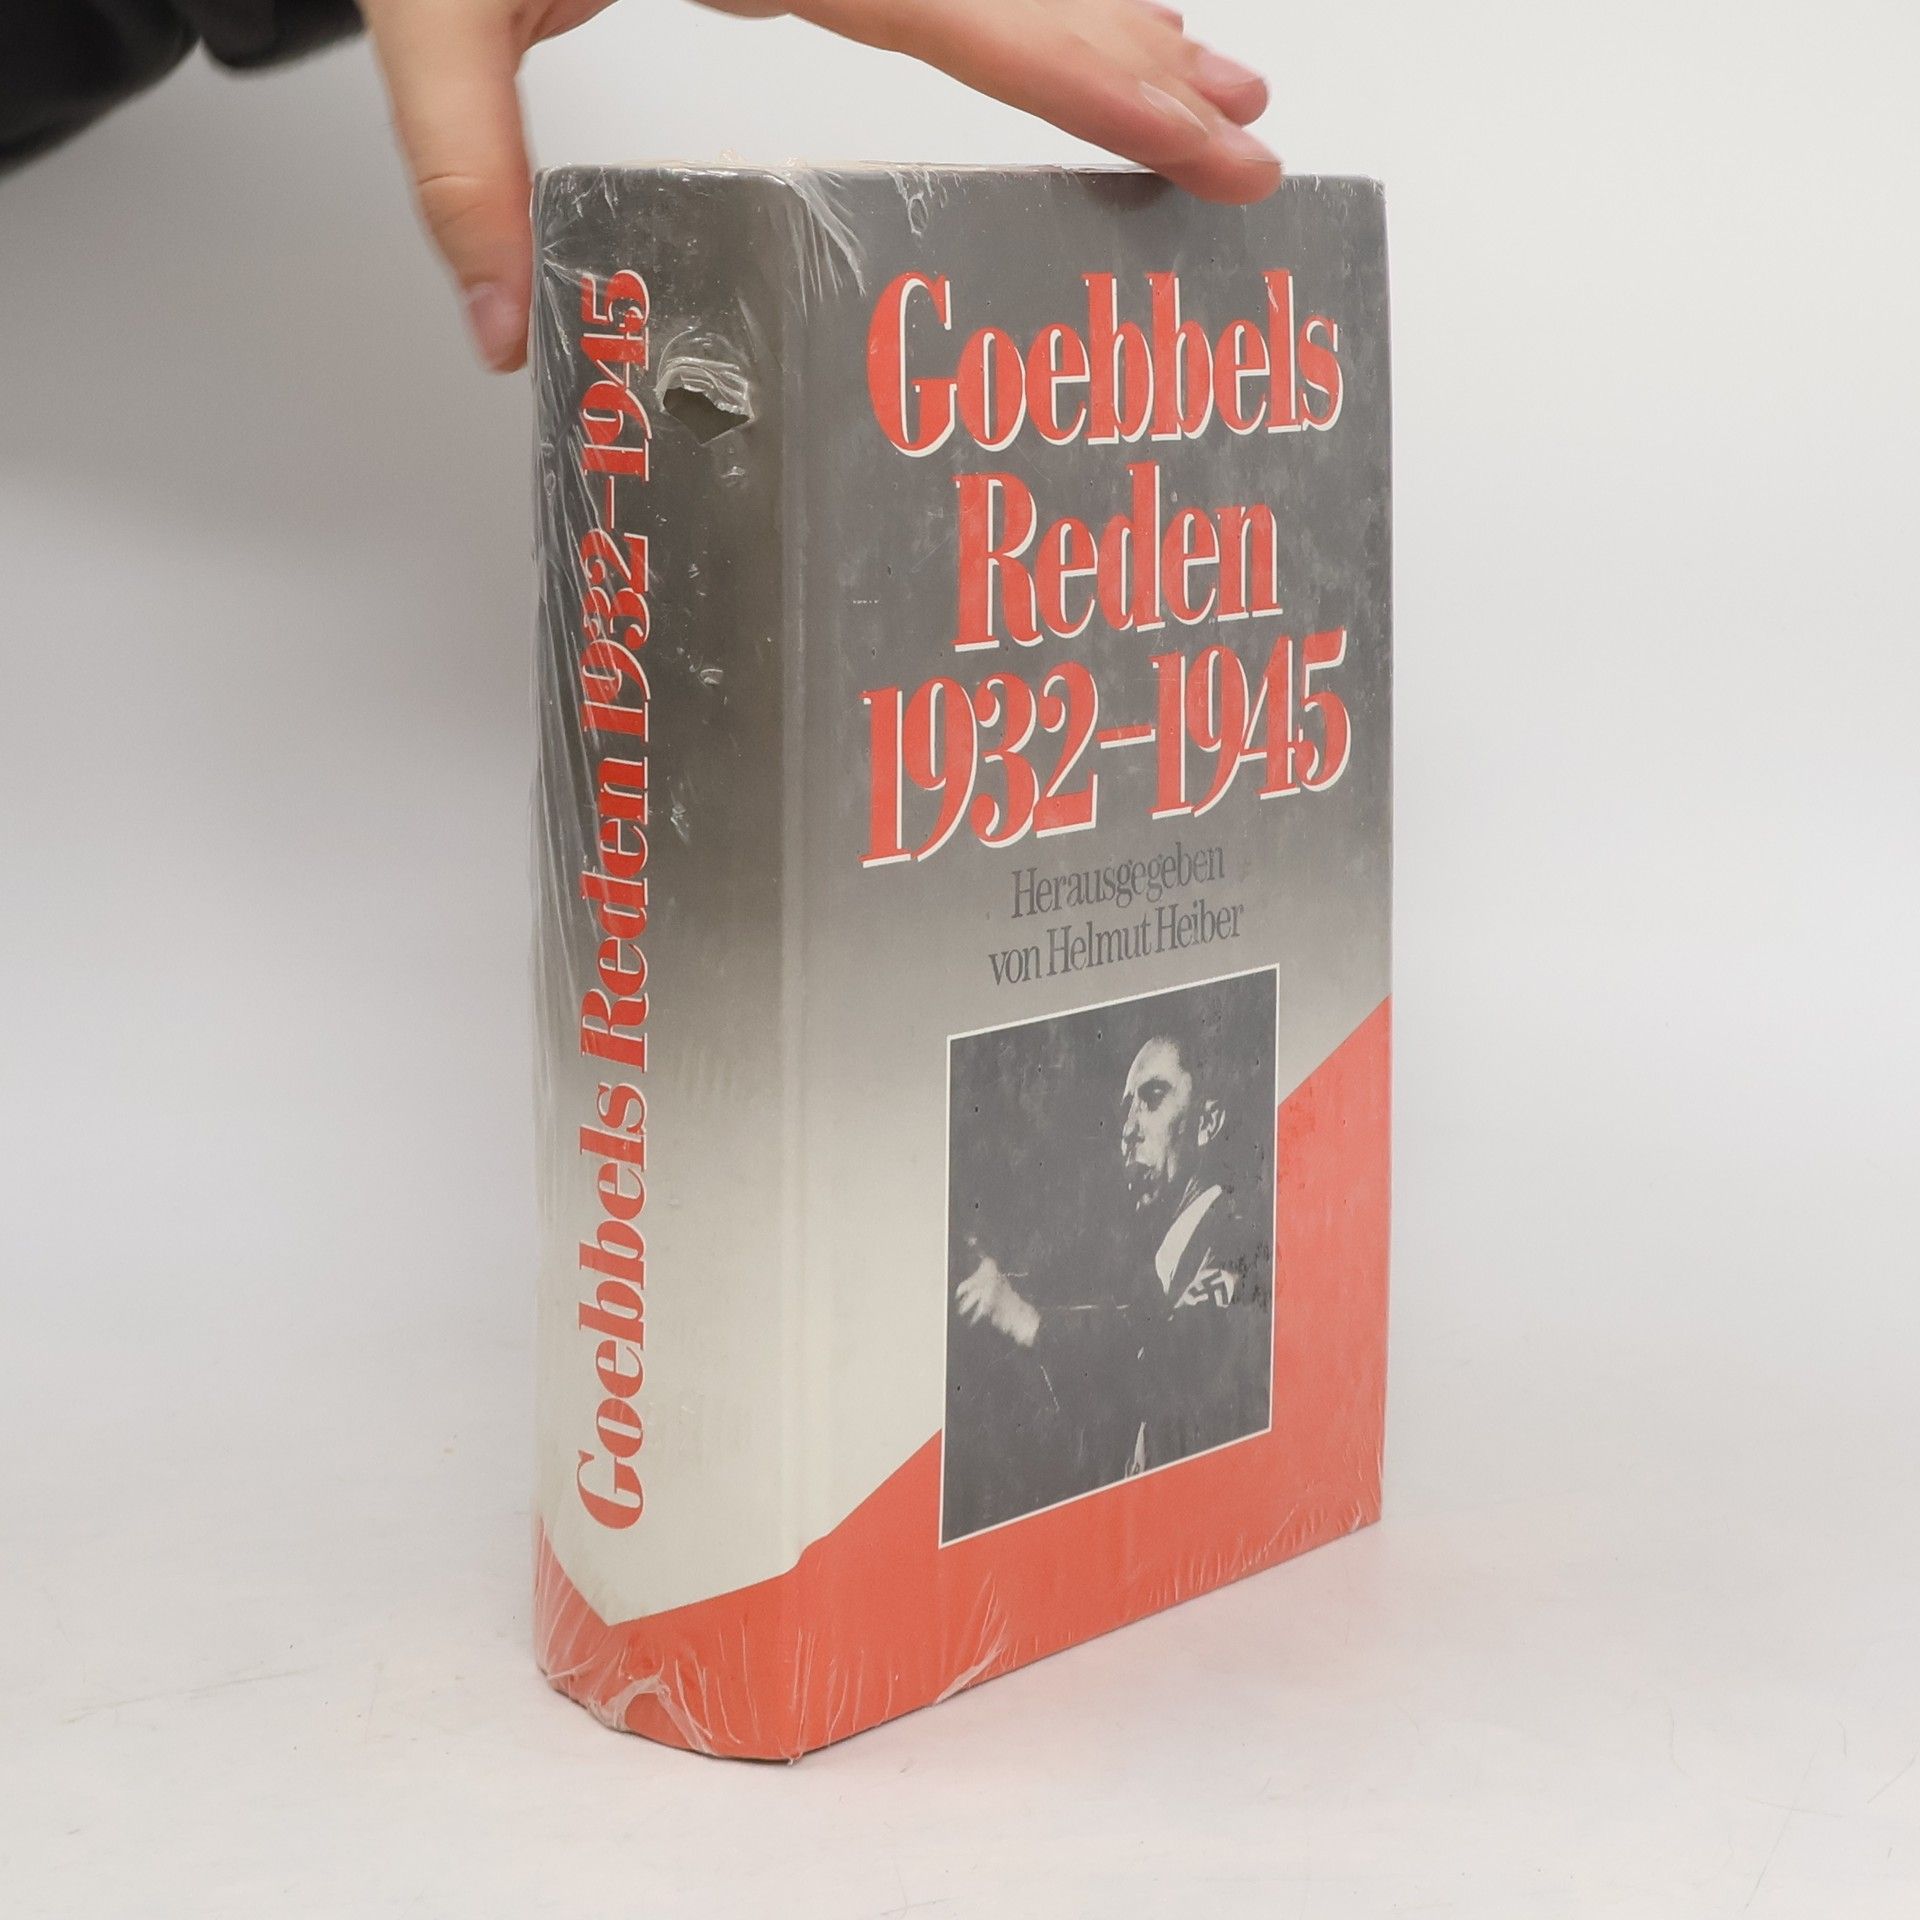 Goebbels Reden 1932–1945
Goebbels
Reden
1932–1945
Herausgegeben
von Helmut Heiber